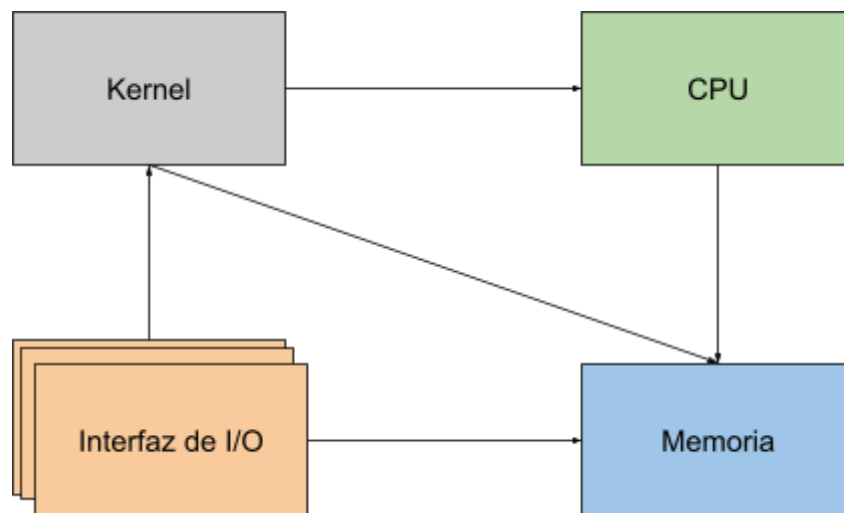 Kernel
CPU
Interfaz de I/O
Memoria